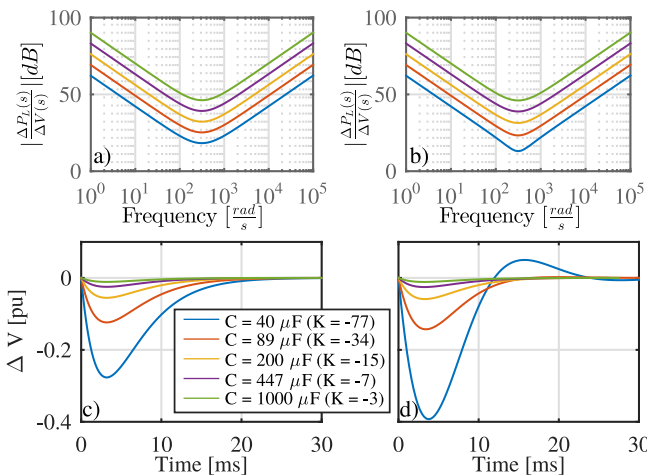 |ΔP_L(s)/ΔV(s)| [dB]
100
50
0
a)
10^0 10^1 10^2 10^3 10^4 10^5
Frequency [rad/s]
|ΔP_L(s)/ΔV(s)| [dB]
100
50
0
b)
10^0 10^1 10^2 10^3 10^4 10^5
Frequency [rad/s]
Δ V [pu]
0
-0.2
-0.4
c)
0 10 20 30
Time [ms]
C = 40 μF (K = -77)
C = 89 μF (K = -34)
C = 200 μF (K = -15)
C = 447 μF (K = -7)
C = 1000 μF (K = -3)
d)
0 10 20 30
Time [ms]